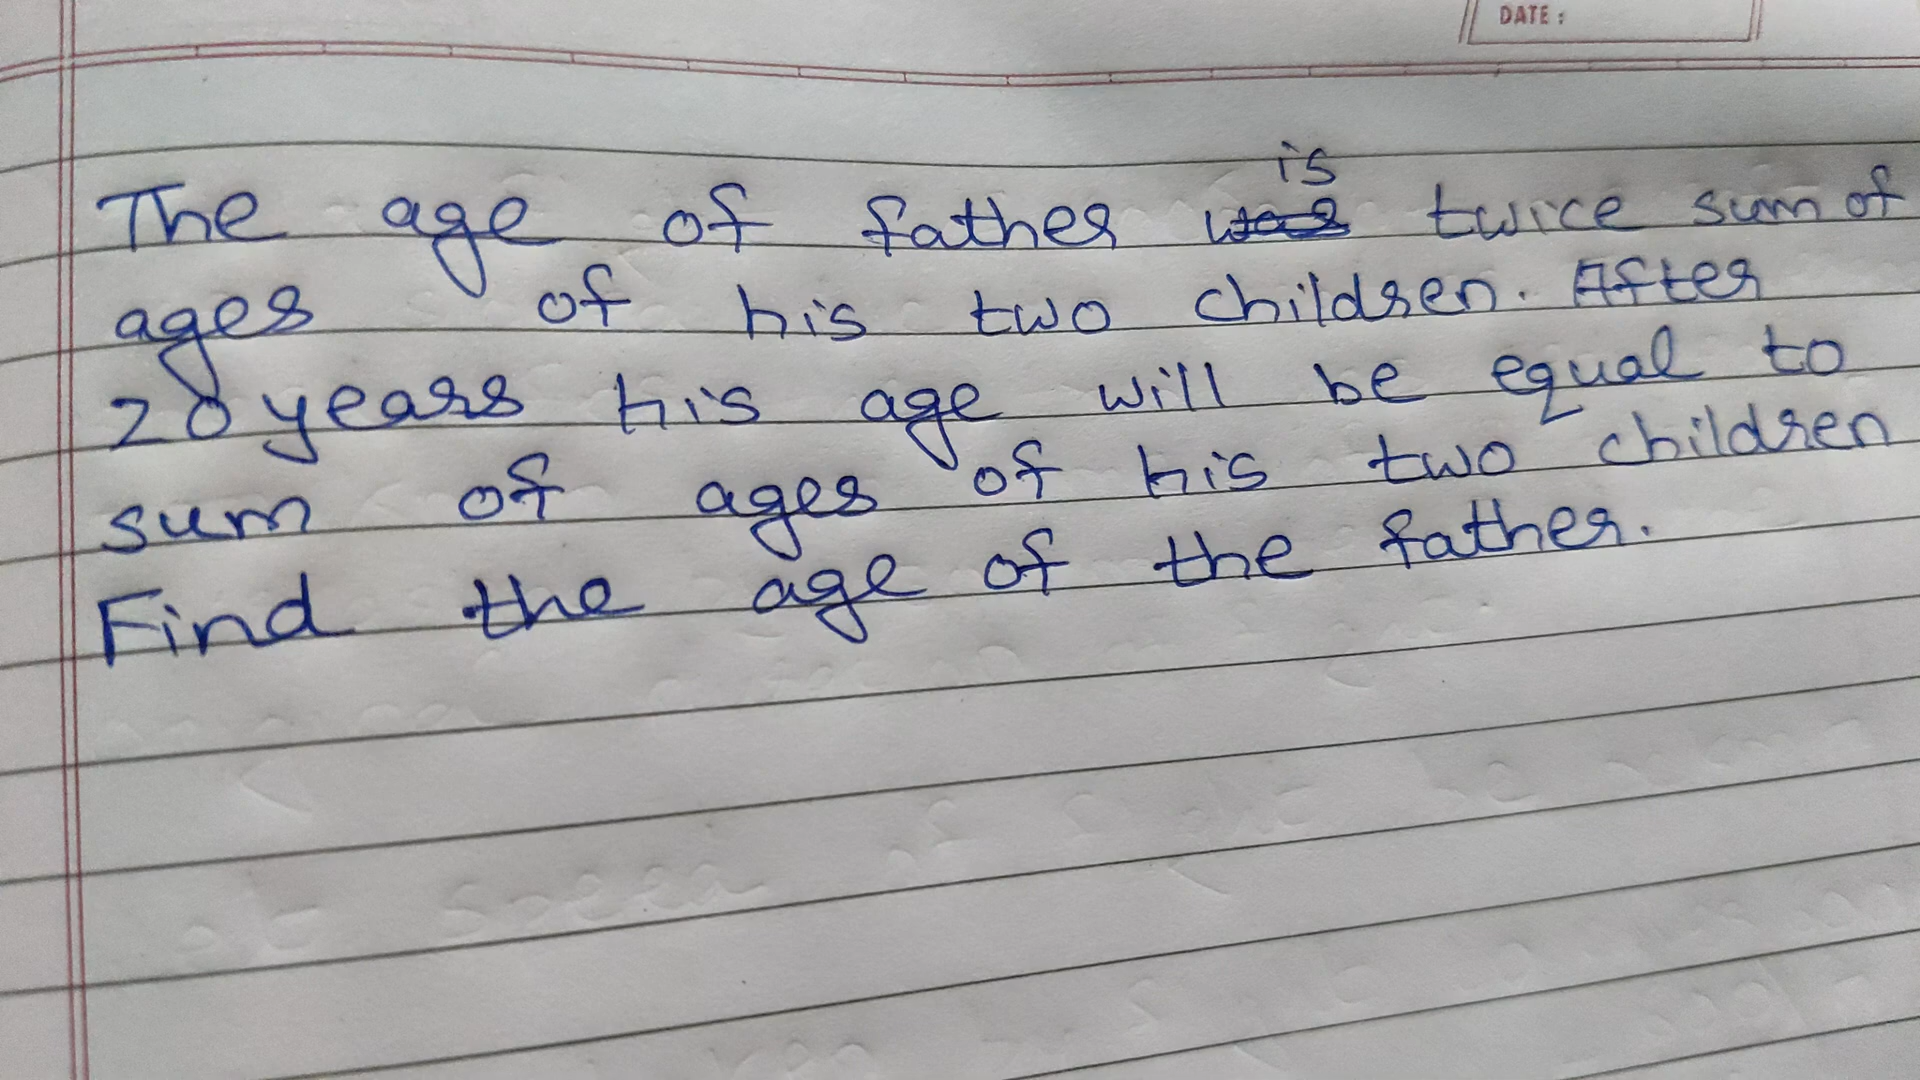 DATE :
The age of father is twice sum of
ages of his two children. After
20 years his age will be equal to
sum of ages of his two children
Find the age of the father.